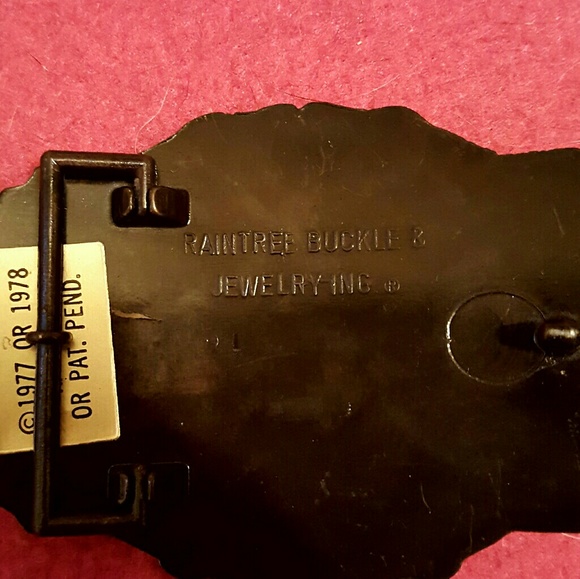 RAINTREE BUCKLE &
JEWELRY INC ®
©1977 OR 1978
OR PAT. PEND.